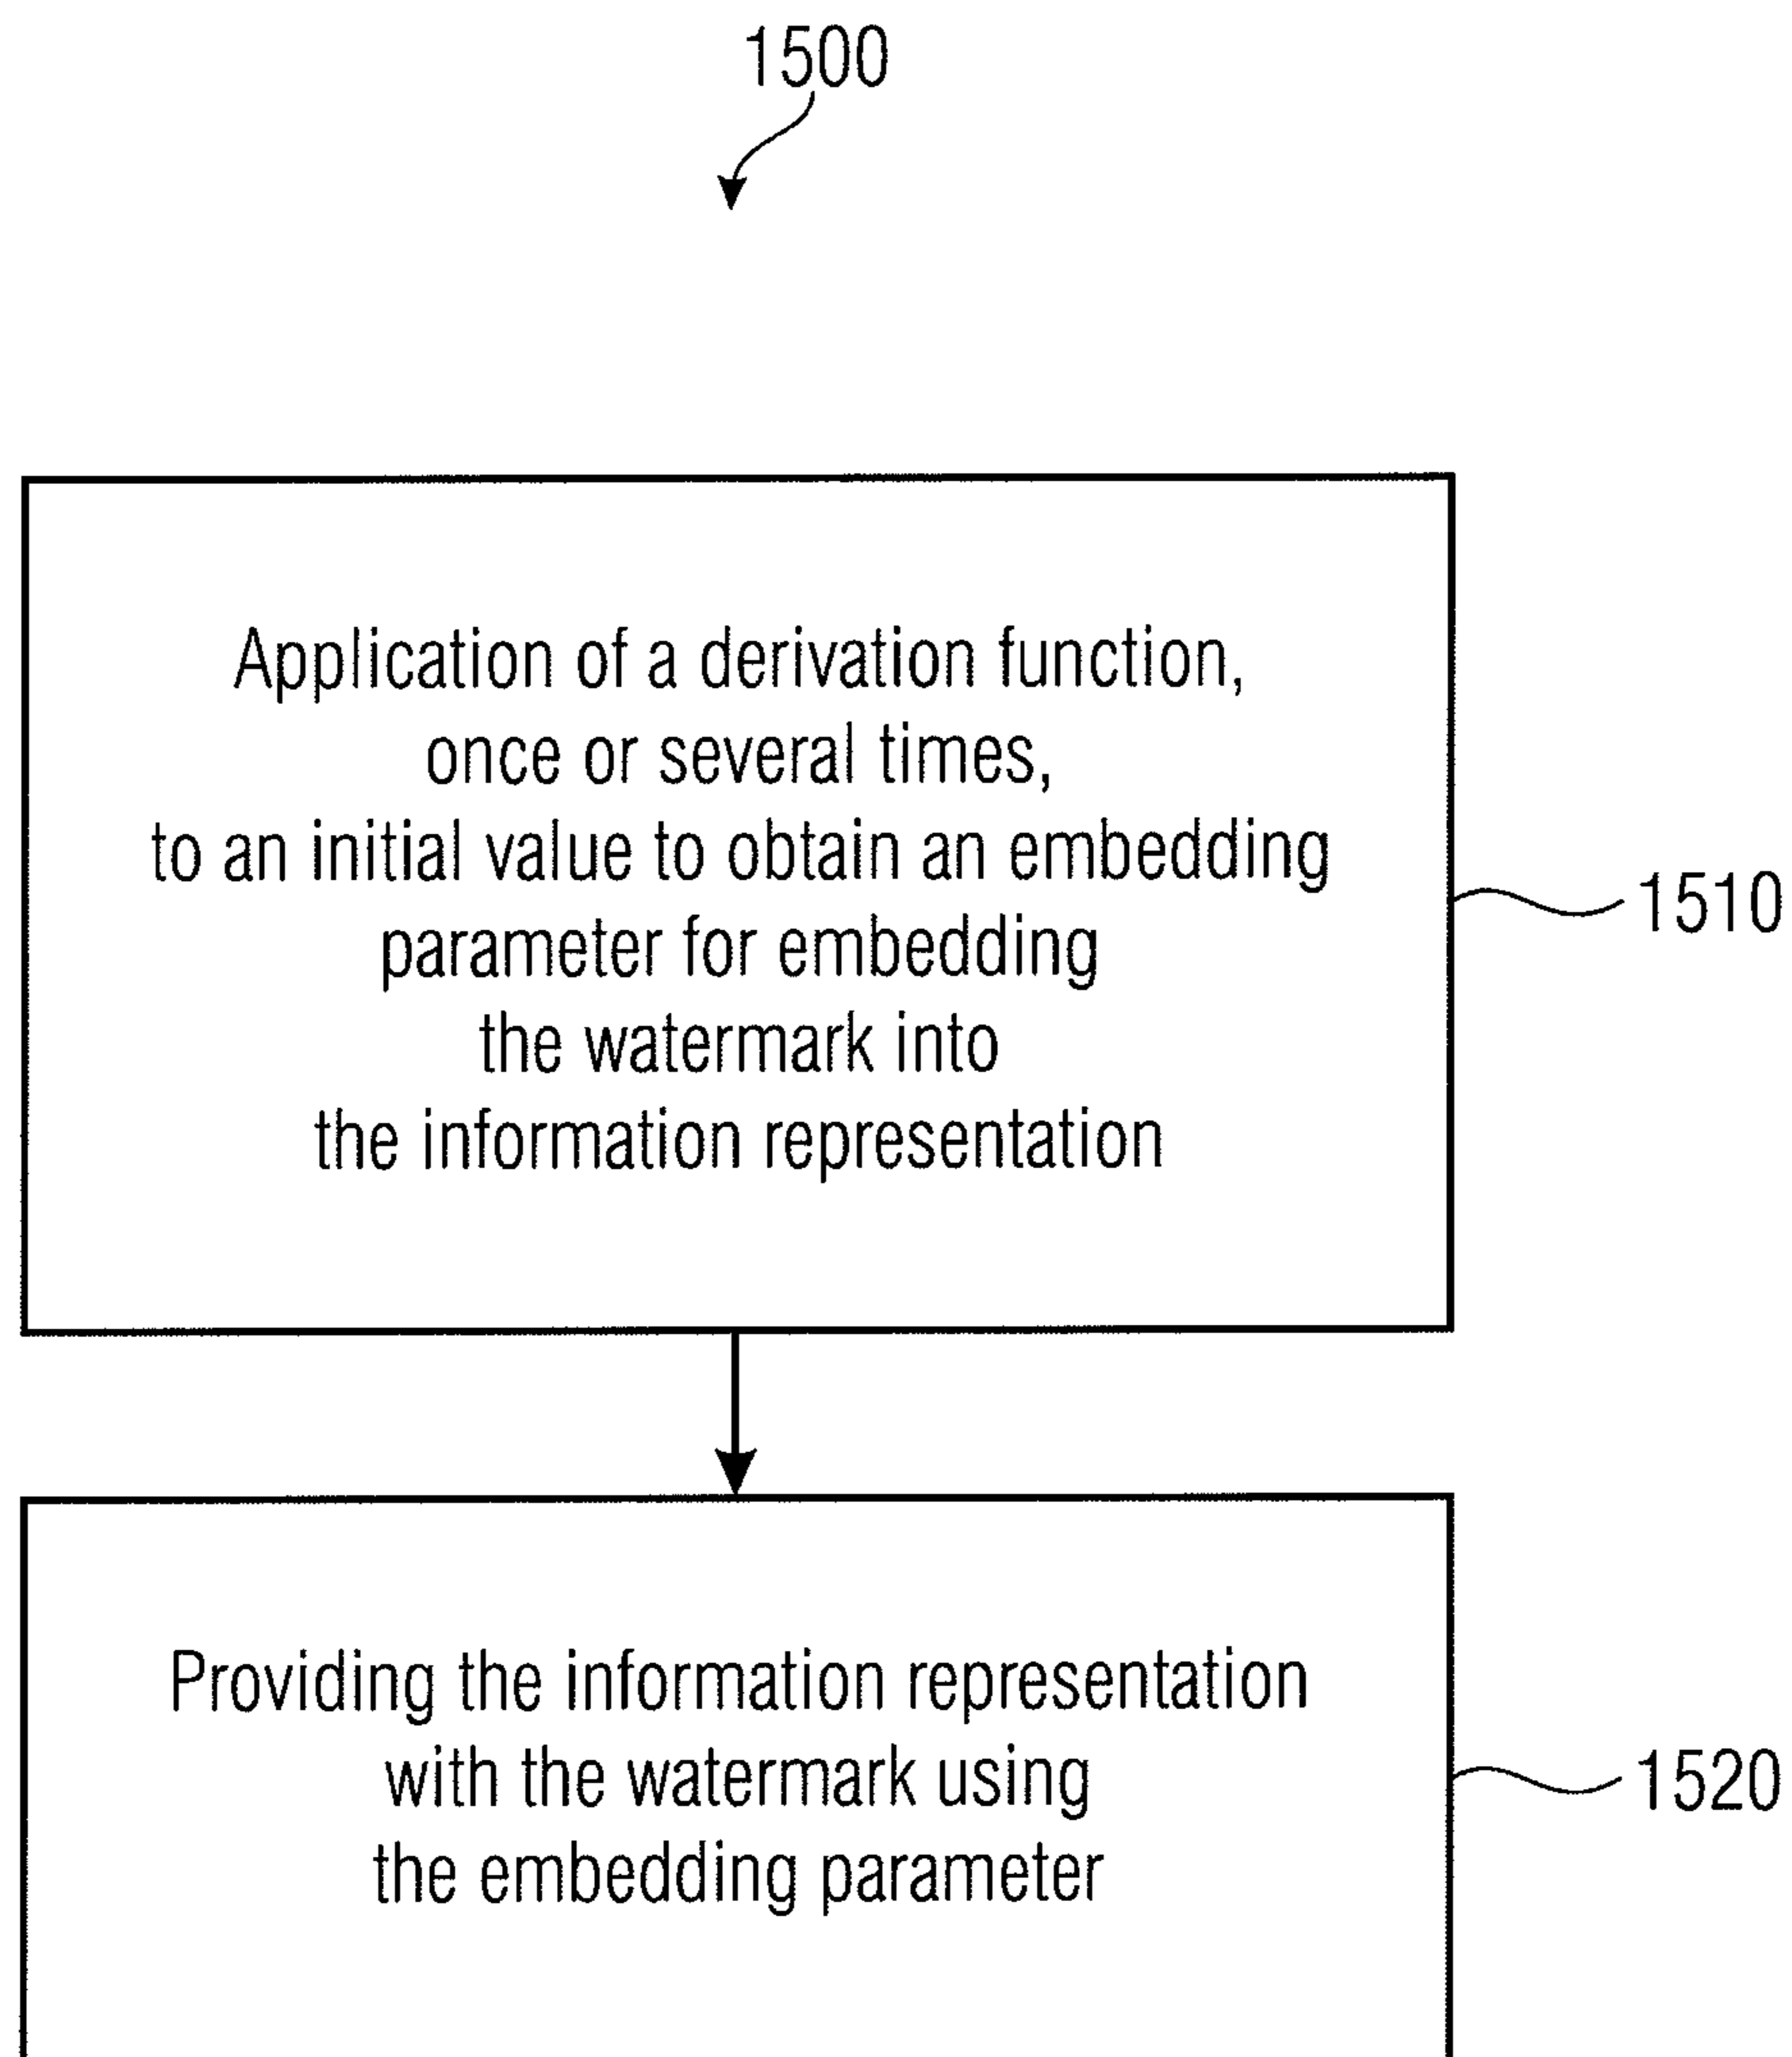 1500
Application of a derivation function,
once or several times,
to an initial value to obtain an embedding
parameter for embedding
the watermark into
the information representation
1510
Providing the information representation
with the watermark using
the embedding parameter
1520